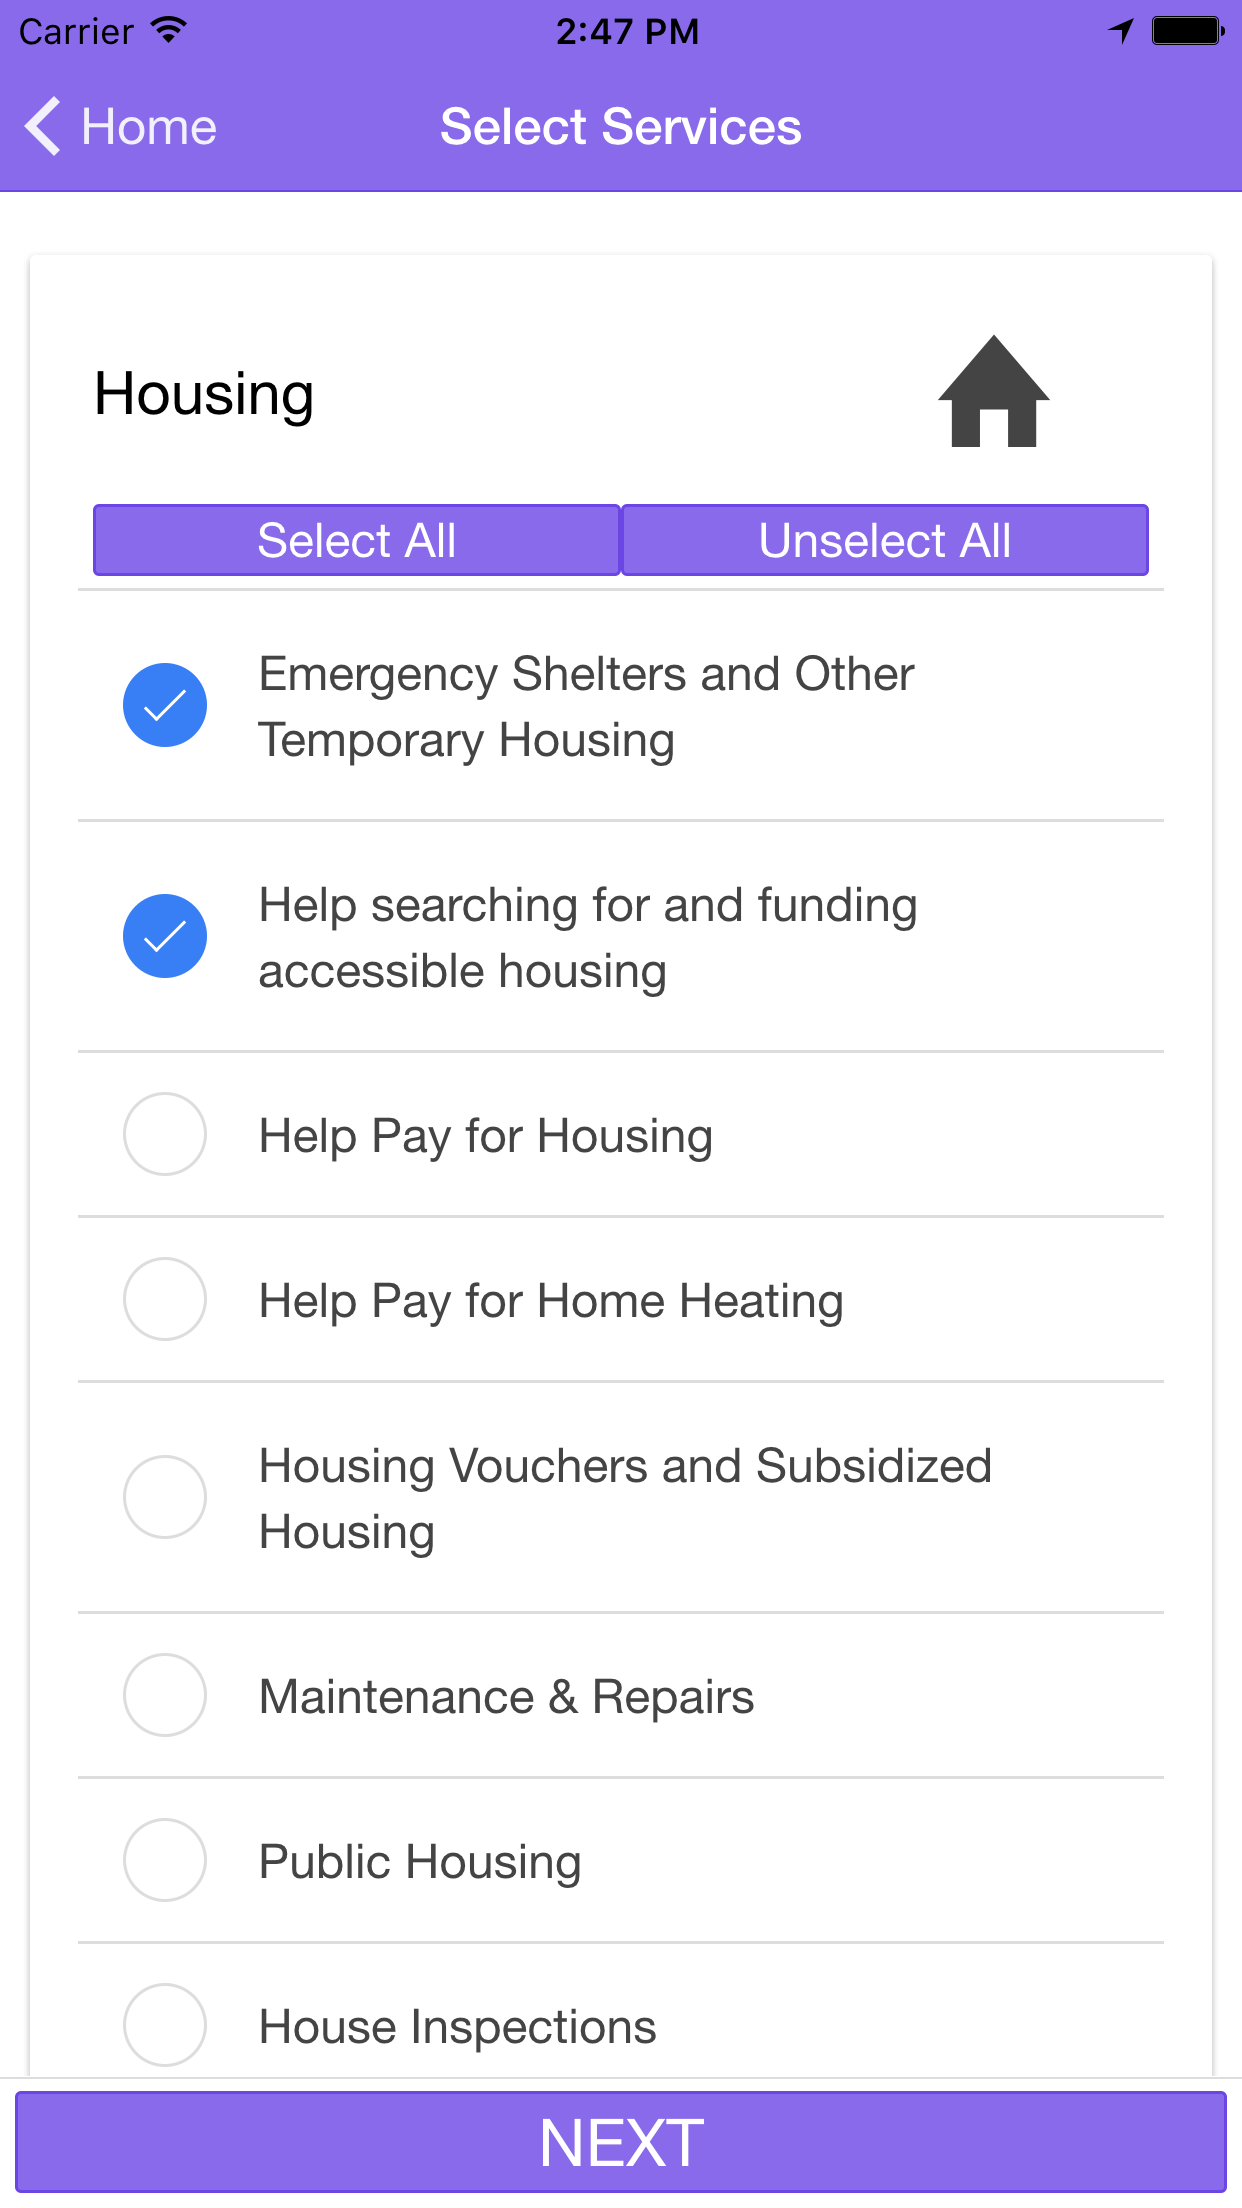 Carrier 2:47 PM
Home Select Services
Housing
Select All Unselect All
Emergency Shelters and Other
Temporary Housing
Help searching for and funding
accessible housing
Help Pay for Housing
Help Pay for Home Heating
Housing Vouchers and Subsidized
Housing
Maintenance & Repairs
Public Housing
House Inspections
NEXT